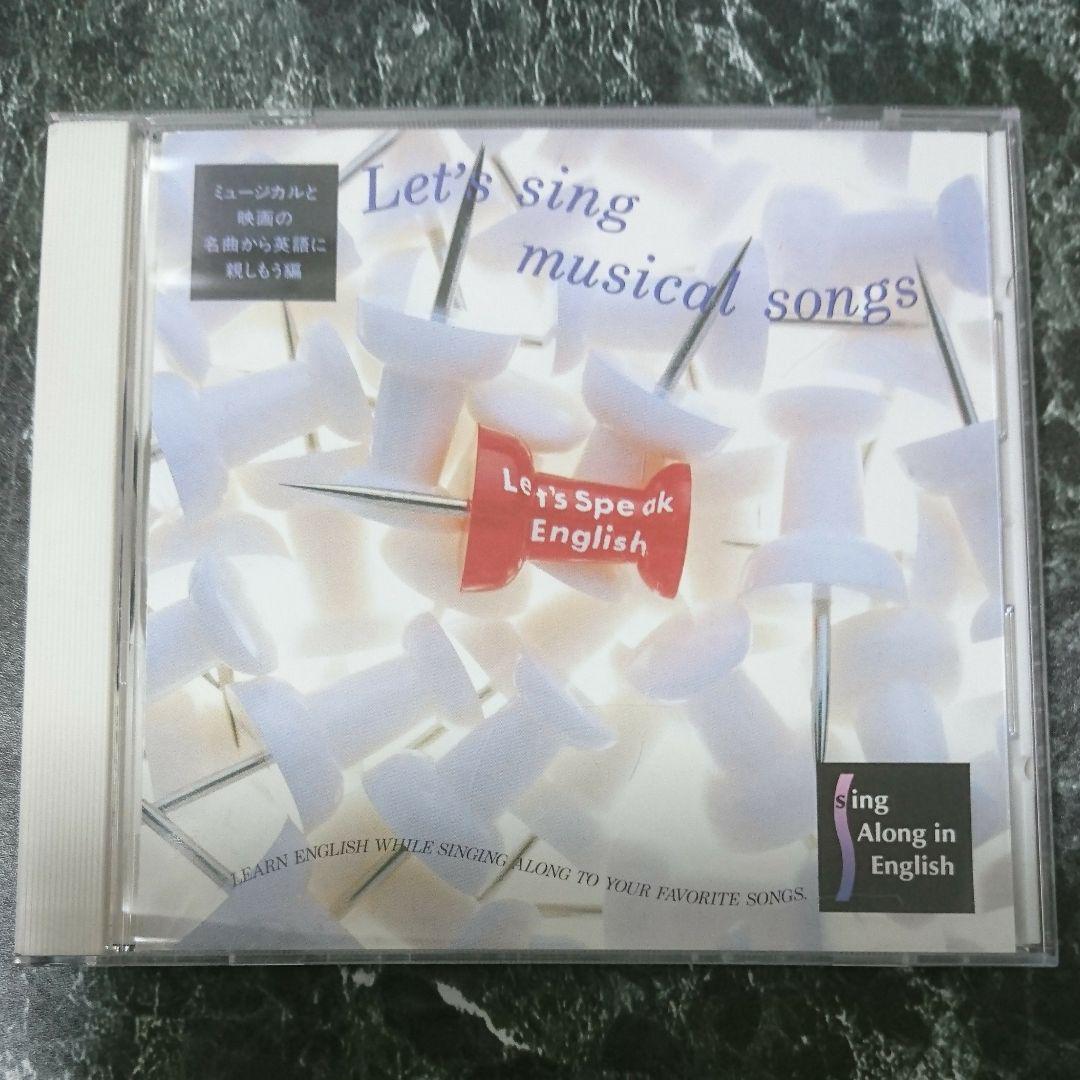 ミュージカルと
映画の
名曲から英語に
親しもう編
Let's sing
musical songs
Let's Speak
English
LEARN ENGLISH WHILE SINGING ALONG TO YOUR FAVORITE SONGS.
sing
Along in
English